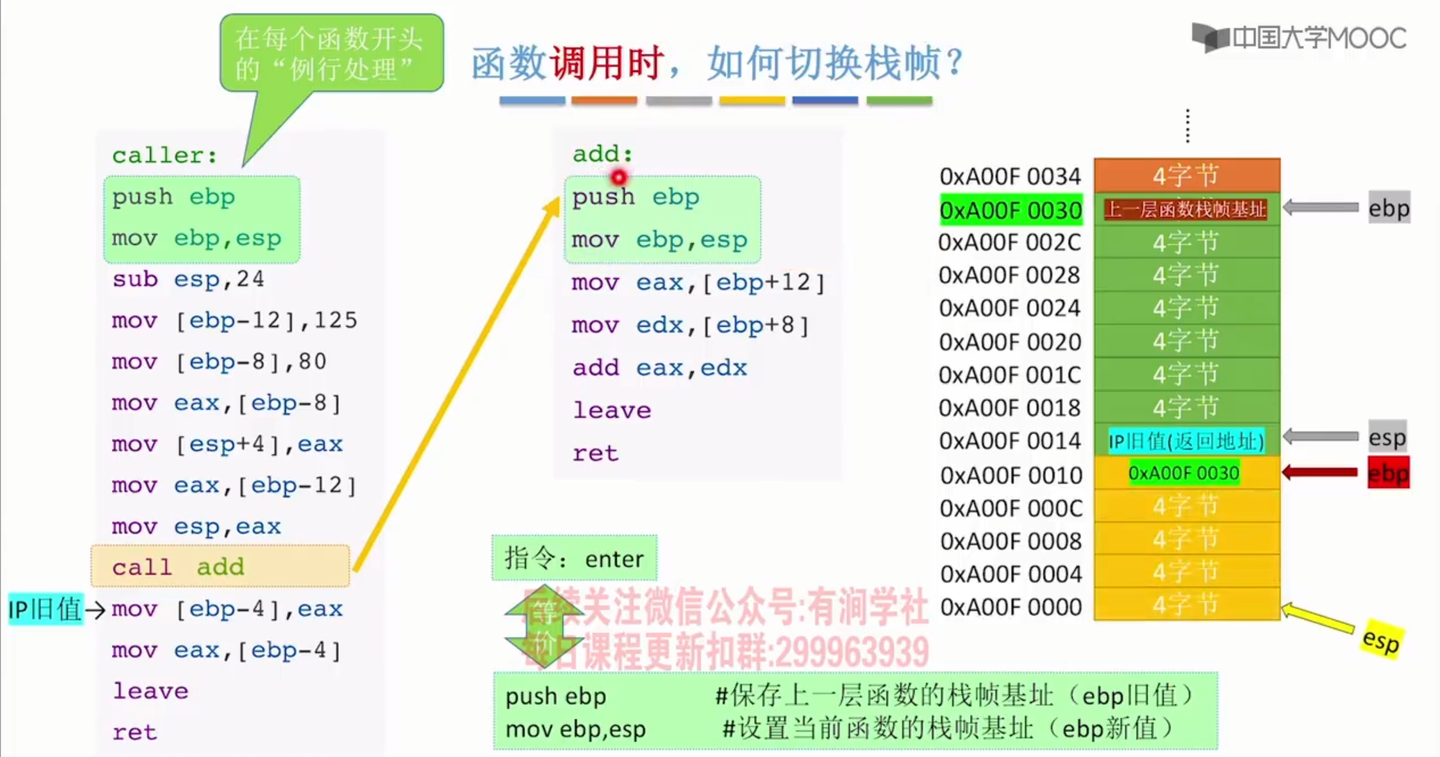 在每个函数开头
的“例行处理”
函数调用时，如何切换栈帧？
中国大学MOOC
caller:
push ebp
mov ebp,esp
sub esp,24
mov [ebp-12],125
mov [ebp-8],80
mov eax,[ebp-8]
mov [esp+4],eax
mov eax,[ebp-12]
mov esp,eax
call add
IP旧值
mov [ebp-4],eax
mov eax,[ebp-4]
leave
ret
add:
push ebp
mov ebp,esp
mov eax,[ebp+12]
mov edx,[ebp+8]
add eax,edx
leave
ret
指令：enter
等
价
push ebp #保存上一层函数的栈帧基址（ebp旧值）
mov ebp,esp #设置当前函数的栈帧基址（ebp新值）
续关注微信公众号:有涧学社
日课程更新扣群:299963939
0xA00F 0034 4字节
0xA00F 0030 上一层函数栈帧基址 ebp
0xA00F 002C 4字节
0xA00F 0028 4字节
0xA00F 0024 4字节
0xA00F 0020 4字节
0xA00F 001C 4字节
0xA00F 0018 4字节
0xA00F 0014 IP旧值(返回地址) esp
0xA00F 0010 0xA00F 0030 ebp
0xA00F 000C 4字节
0xA00F 0008 4字节
0xA00F 0004 4字节
0xA00F 0000 4字节
esp